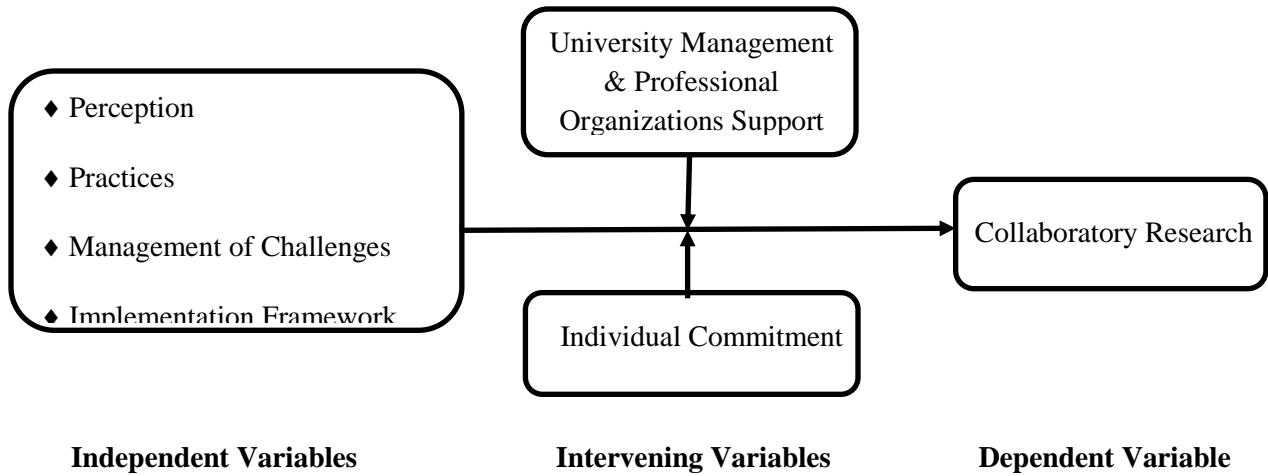 ♦ Perception
♦ Practices
♦ Management of Challenges
♦ Implementation Framework
University Management
& Professional
Organizations Support
Individual Commitment
Collaboratory Research
Independent Variables
Intervening Variables
Dependent Variable